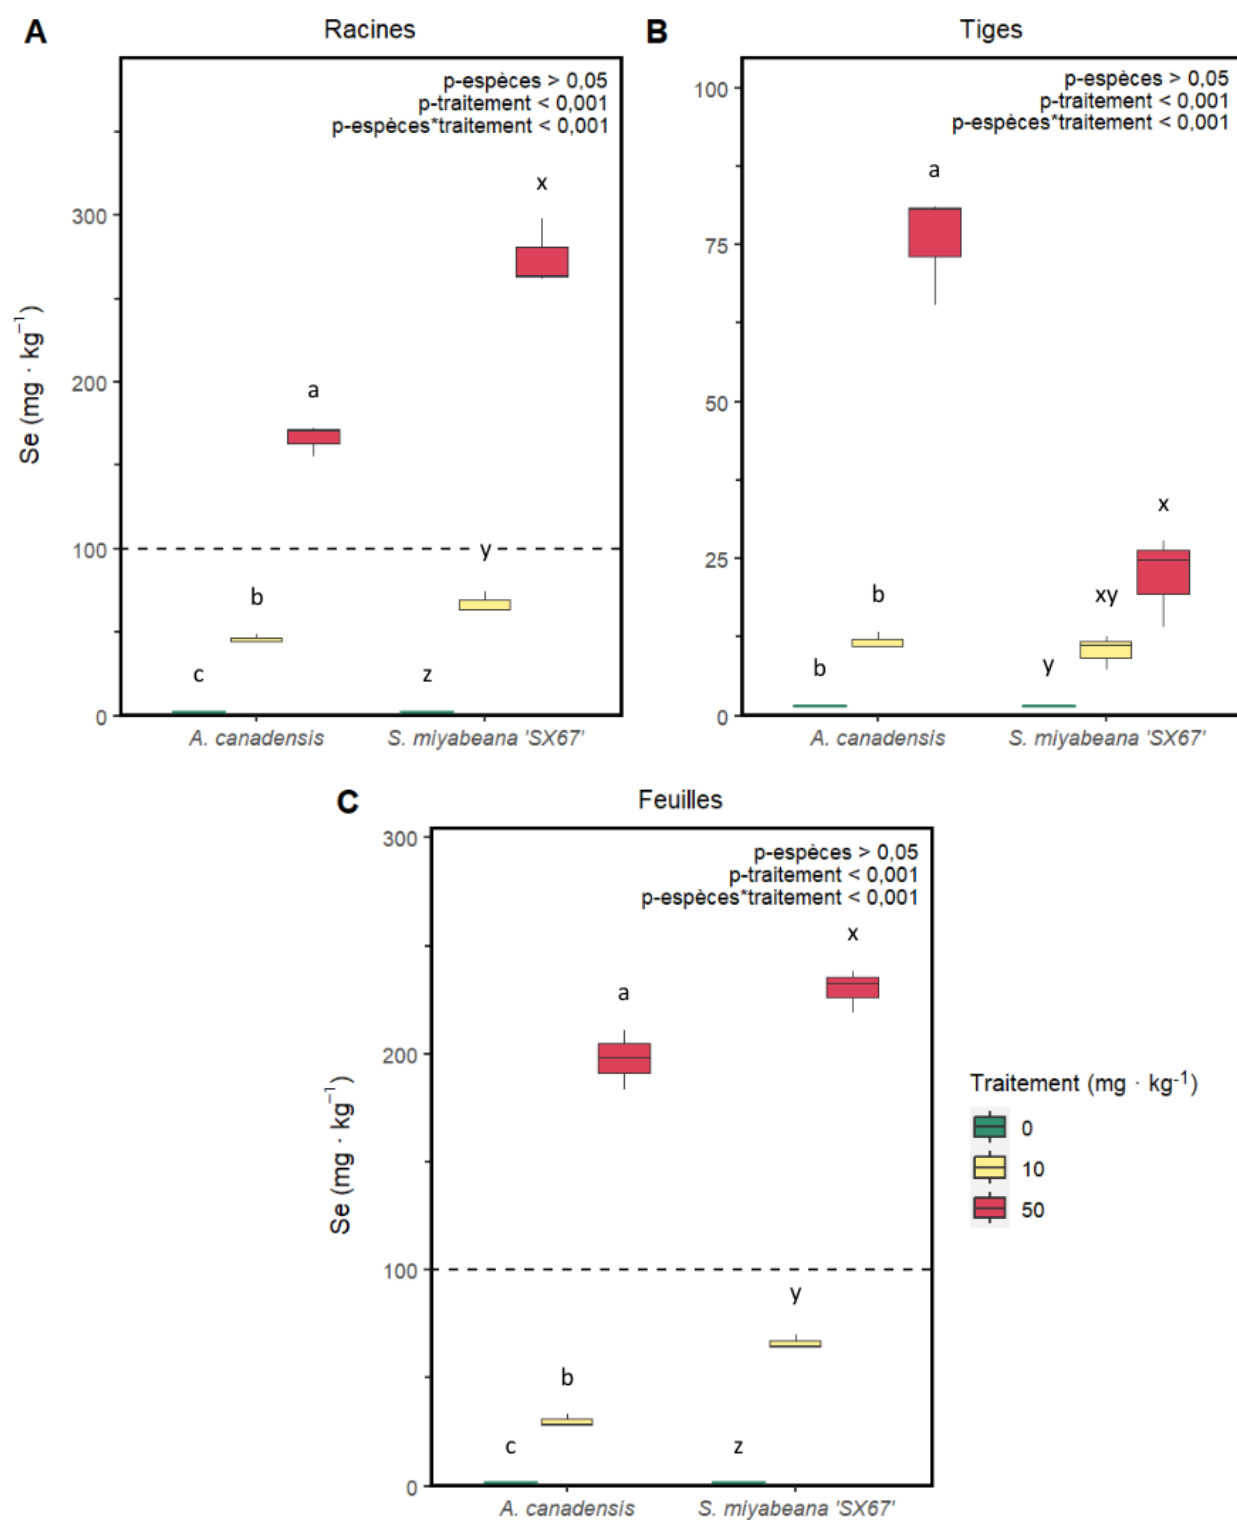 A
Racines
p-espèces > 0,05
p-traitement < 0,001
p-espèces*traitement < 0,001
Se (mg · kg⁻¹)
300
200
100
0
c
b
a
z
y
x
A. canadensis
S. miyabeana 'SX67'
B
Tiges
p-espèces > 0,05
p-traitement < 0,001
p-espèces*traitement < 0,001
100
75
50
25
0
b
b
a
y
xy
x
A. canadensis
S. miyabeana 'SX67'
C
Feuilles
p-espèces > 0,05
p-traitement < 0,001
p-espèces*traitement < 0,001
Se (mg · kg⁻¹)
300
200
100
0
c
b
a
z
y
x
A. canadensis
S. miyabeana 'SX67'
Traitement (mg · kg-1)
0
10
50